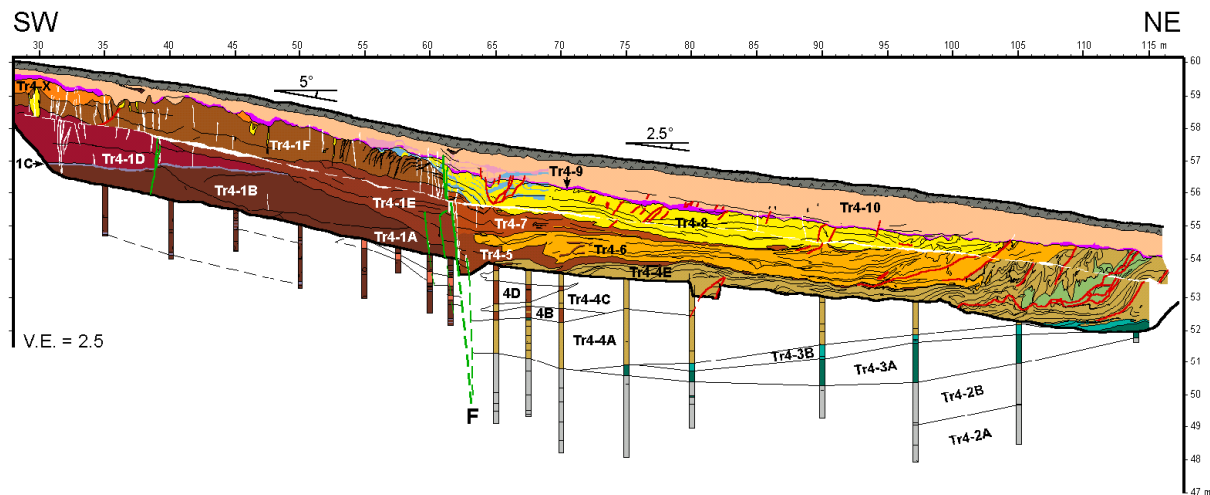 SW
NE
30 35 40 45 50 55 60 65 70 75 80 85 90 95 100 105 110 115 m
60
59
58
57
56
55
54
53
52
51
50
49
48
47 m
5°
2.5°
Tr4-X
Tr4-1F
Tr4-1D
1C
Tr4-1B
Tr4-1E
Tr4-1A
Tr4-9
Tr4-10
Tr4-8
Tr4-7
Tr4-6
Tr4-5
Tr4-4E
4D
Tr4-4C
4B
Tr4-4A
Tr4-3B
Tr4-3A
Tr4-2B
Tr4-2A
F
V.E. = 2.5